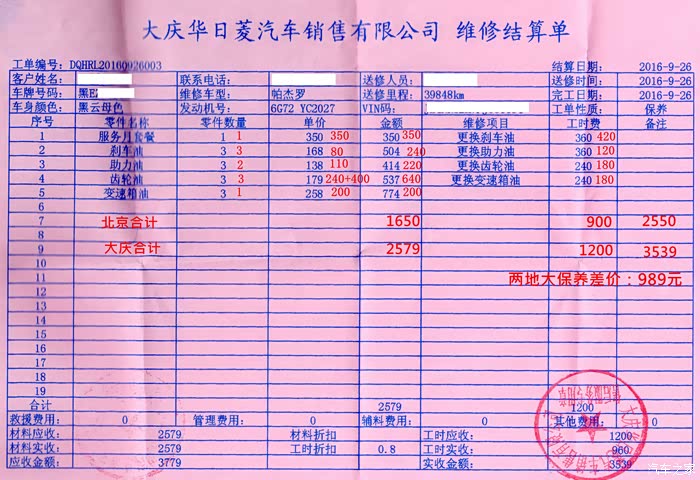 大庆华日菱汽车销售有限公司 维修结算单
工单编号: DQHRL20160926003 结算日期: 2016-9-26
客户姓名: 联系电话: 送修人员: 送修时间: 2016-9-26
车牌号码: 黑E 维修车型: 帕杰罗 送修里程: 39848km 完工日期: 2016-9-26
车身颜色: 黑云母色 发动机号: 6G72 YC2027 VIN码: 工单性质: 保养
序号 零件名称 零件数量 单价 金额 维修项目 工时费 备注
1 服务月套餐 1 1 350 350 350 350 更换刹车油 360 420
2 刹车油 3 3 168 80 504 240 更换助力油 360 120
3 助力油 3 2 138 110 414 220 更换齿轮油 240 180
4 齿轮油 3 3 179 240+400 537 640 更换变速箱油 240 180
5 变速箱油 3 1 258 200 774 200
6
7 北京合计 1650 900 2550
8
9 大庆合计 2579 1200 3539
10
11 两地大保养差价：989元
12
13
14
15
16
17
18
19
合计 2579 1200
救援费用: 0 管理费用: 0 辅料费用: 0 其他费用: 0
材料应收: 2579 材料折扣 工时应收: 1200
材料实收: 2579 工时折扣 0.8 工时实收: 960
应收金额: 3779 实收金额: 3539
汽车之家